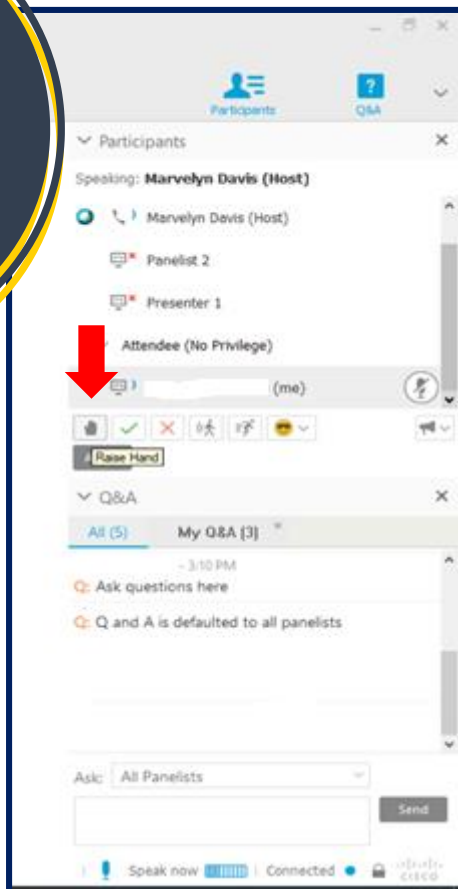 Participants
Q&A
Participants
Speaking: Marvelyn Davis (Host)
Marvelyn Davis (Host)
Panelist 2
Presenter 1
Attendee (No Privilege)
(me)
Raise Hand
Q&A
All (5) My Q&A (3)
- 3:10 PM
Q: Ask questions here
Q: Q and A is defaulted to all panelists
Ask: All Panelists
Send
Speak now Connected
CISCO